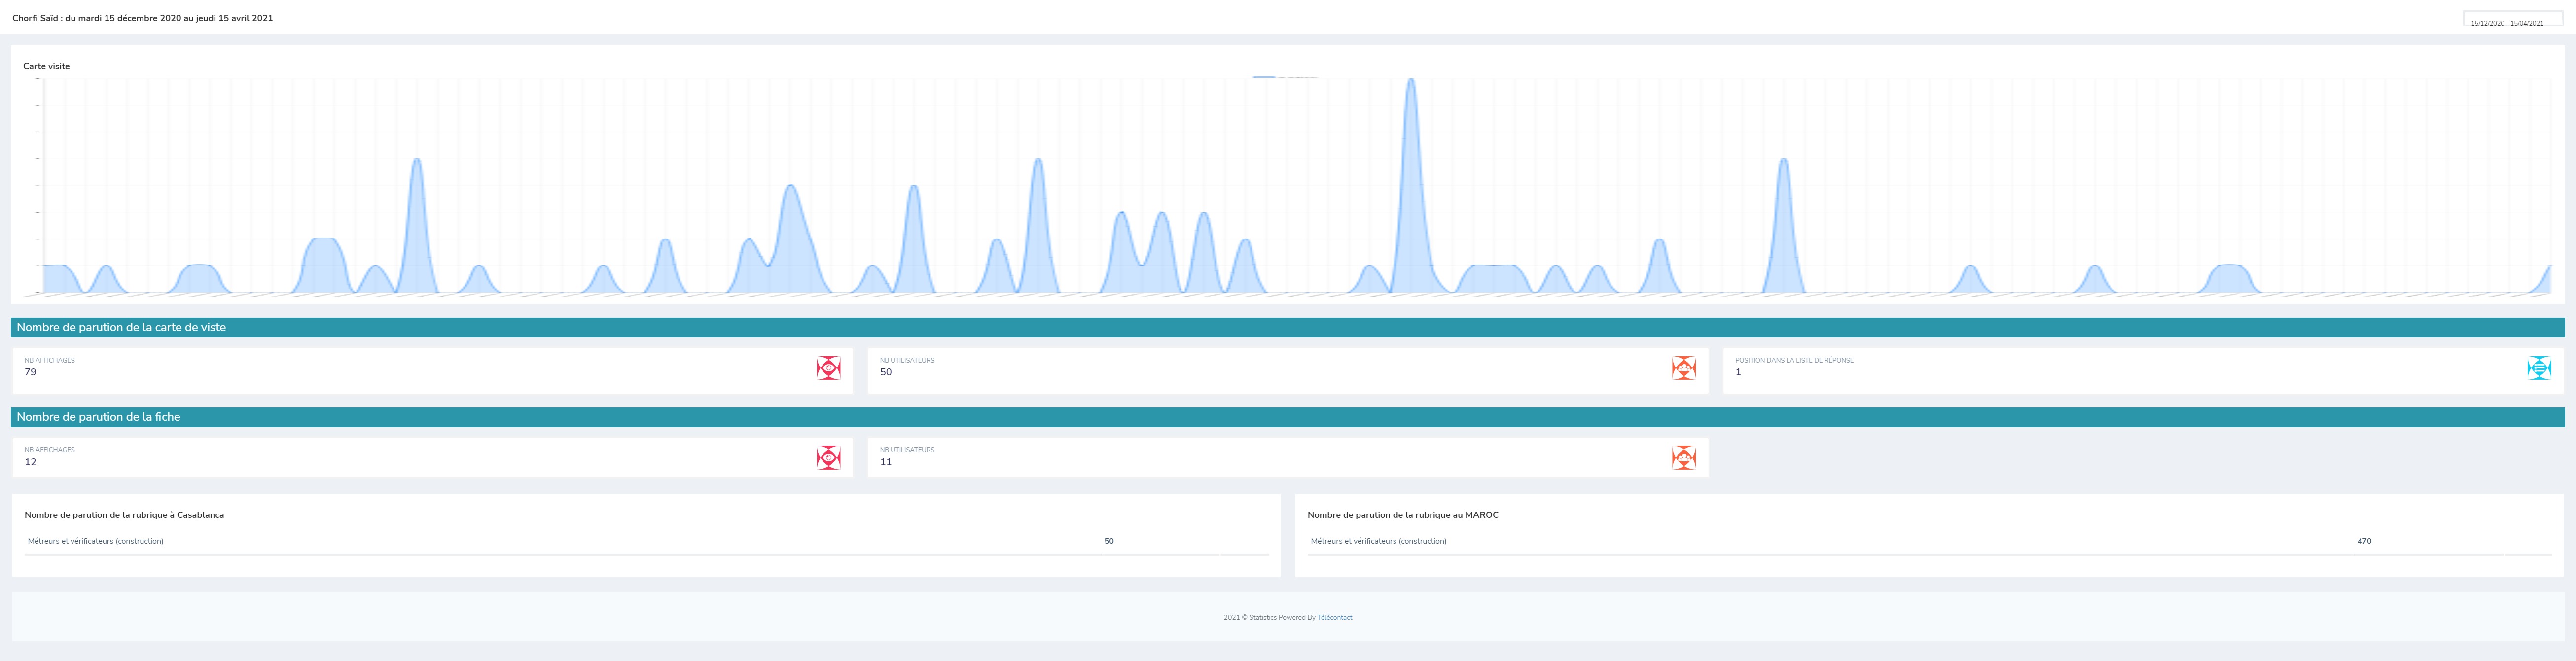 Chorfi Saïd : du mardi 15 décembre 2020 au jeudi 15 avril 2021
15/12/2020 - 15/04/2021
Carte visite
Nombre de parution de la carte de viste
NB AFFICHAGES
79
NB UTILISATEURS
50
POSITION DANS LA LISTE DE RÉPONSE
1
Nombre de parution de la fiche
NB AFFICHAGES
12
NB UTILISATEURS
11
Nombre de parution de la rubrique à Casablanca
Métreurs et vérificateurs (construction) 50
Nombre de parution de la rubrique au MAROC
Métreurs et vérificateurs (construction) 470
2021 © Statistics Powered By Télécontact